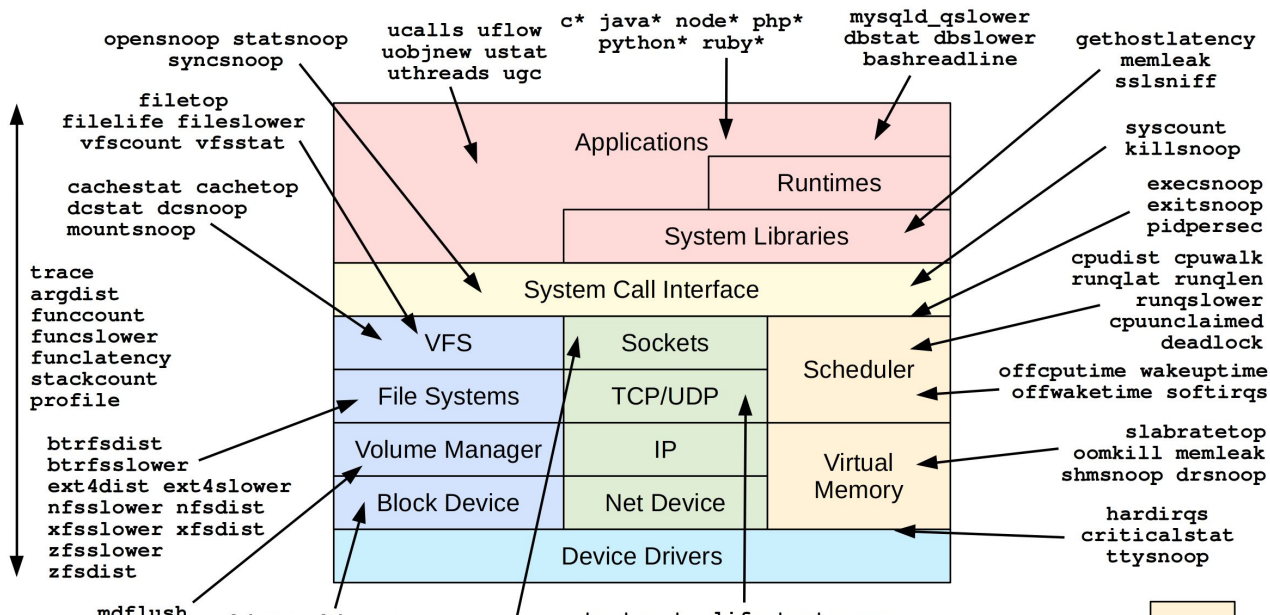 opensnoop statsnoop
syncsnoop
ucalls uflow
uobjnew ustat
uthreads ugc
c* java* node* php*
python* ruby*
mysqld_qslower
dbstat dbslower
bashreadline
gethostlatency
memleak
sslsniff
filetop
filelife fileslower
vfscount vfsstat
syscount
killsnoop
cachestat cachetop
dcstat dcsnoop
mountsnoop
execsnoop
exitsnoop
pidpersec
trace
argdist
funccount
funcslower
funclatency
stackcount
profile
cpudist cpuwalk
runqlat runqlen
runqslower
cpuunclaimed
deadlock
offcputime wakeuptime
offwaketime softirqs
btrfsdist
btrfsslower
ext4dist ext4slower
nfsslower nfsdist
xfsslower xfsdist
zfsslower
zfsdist
slabratetop
oomkill memleak
shmsnoop drsnoop
hardirqs
criticalstat
ttysnoop
Applications
Runtimes
System Libraries
System Call Interface
VFS
Sockets
Scheduler
File Systems
TCP/UDP
Volume Manager
IP
Virtual
Memory
Block Device
Net Device
Device Drivers
mdflush